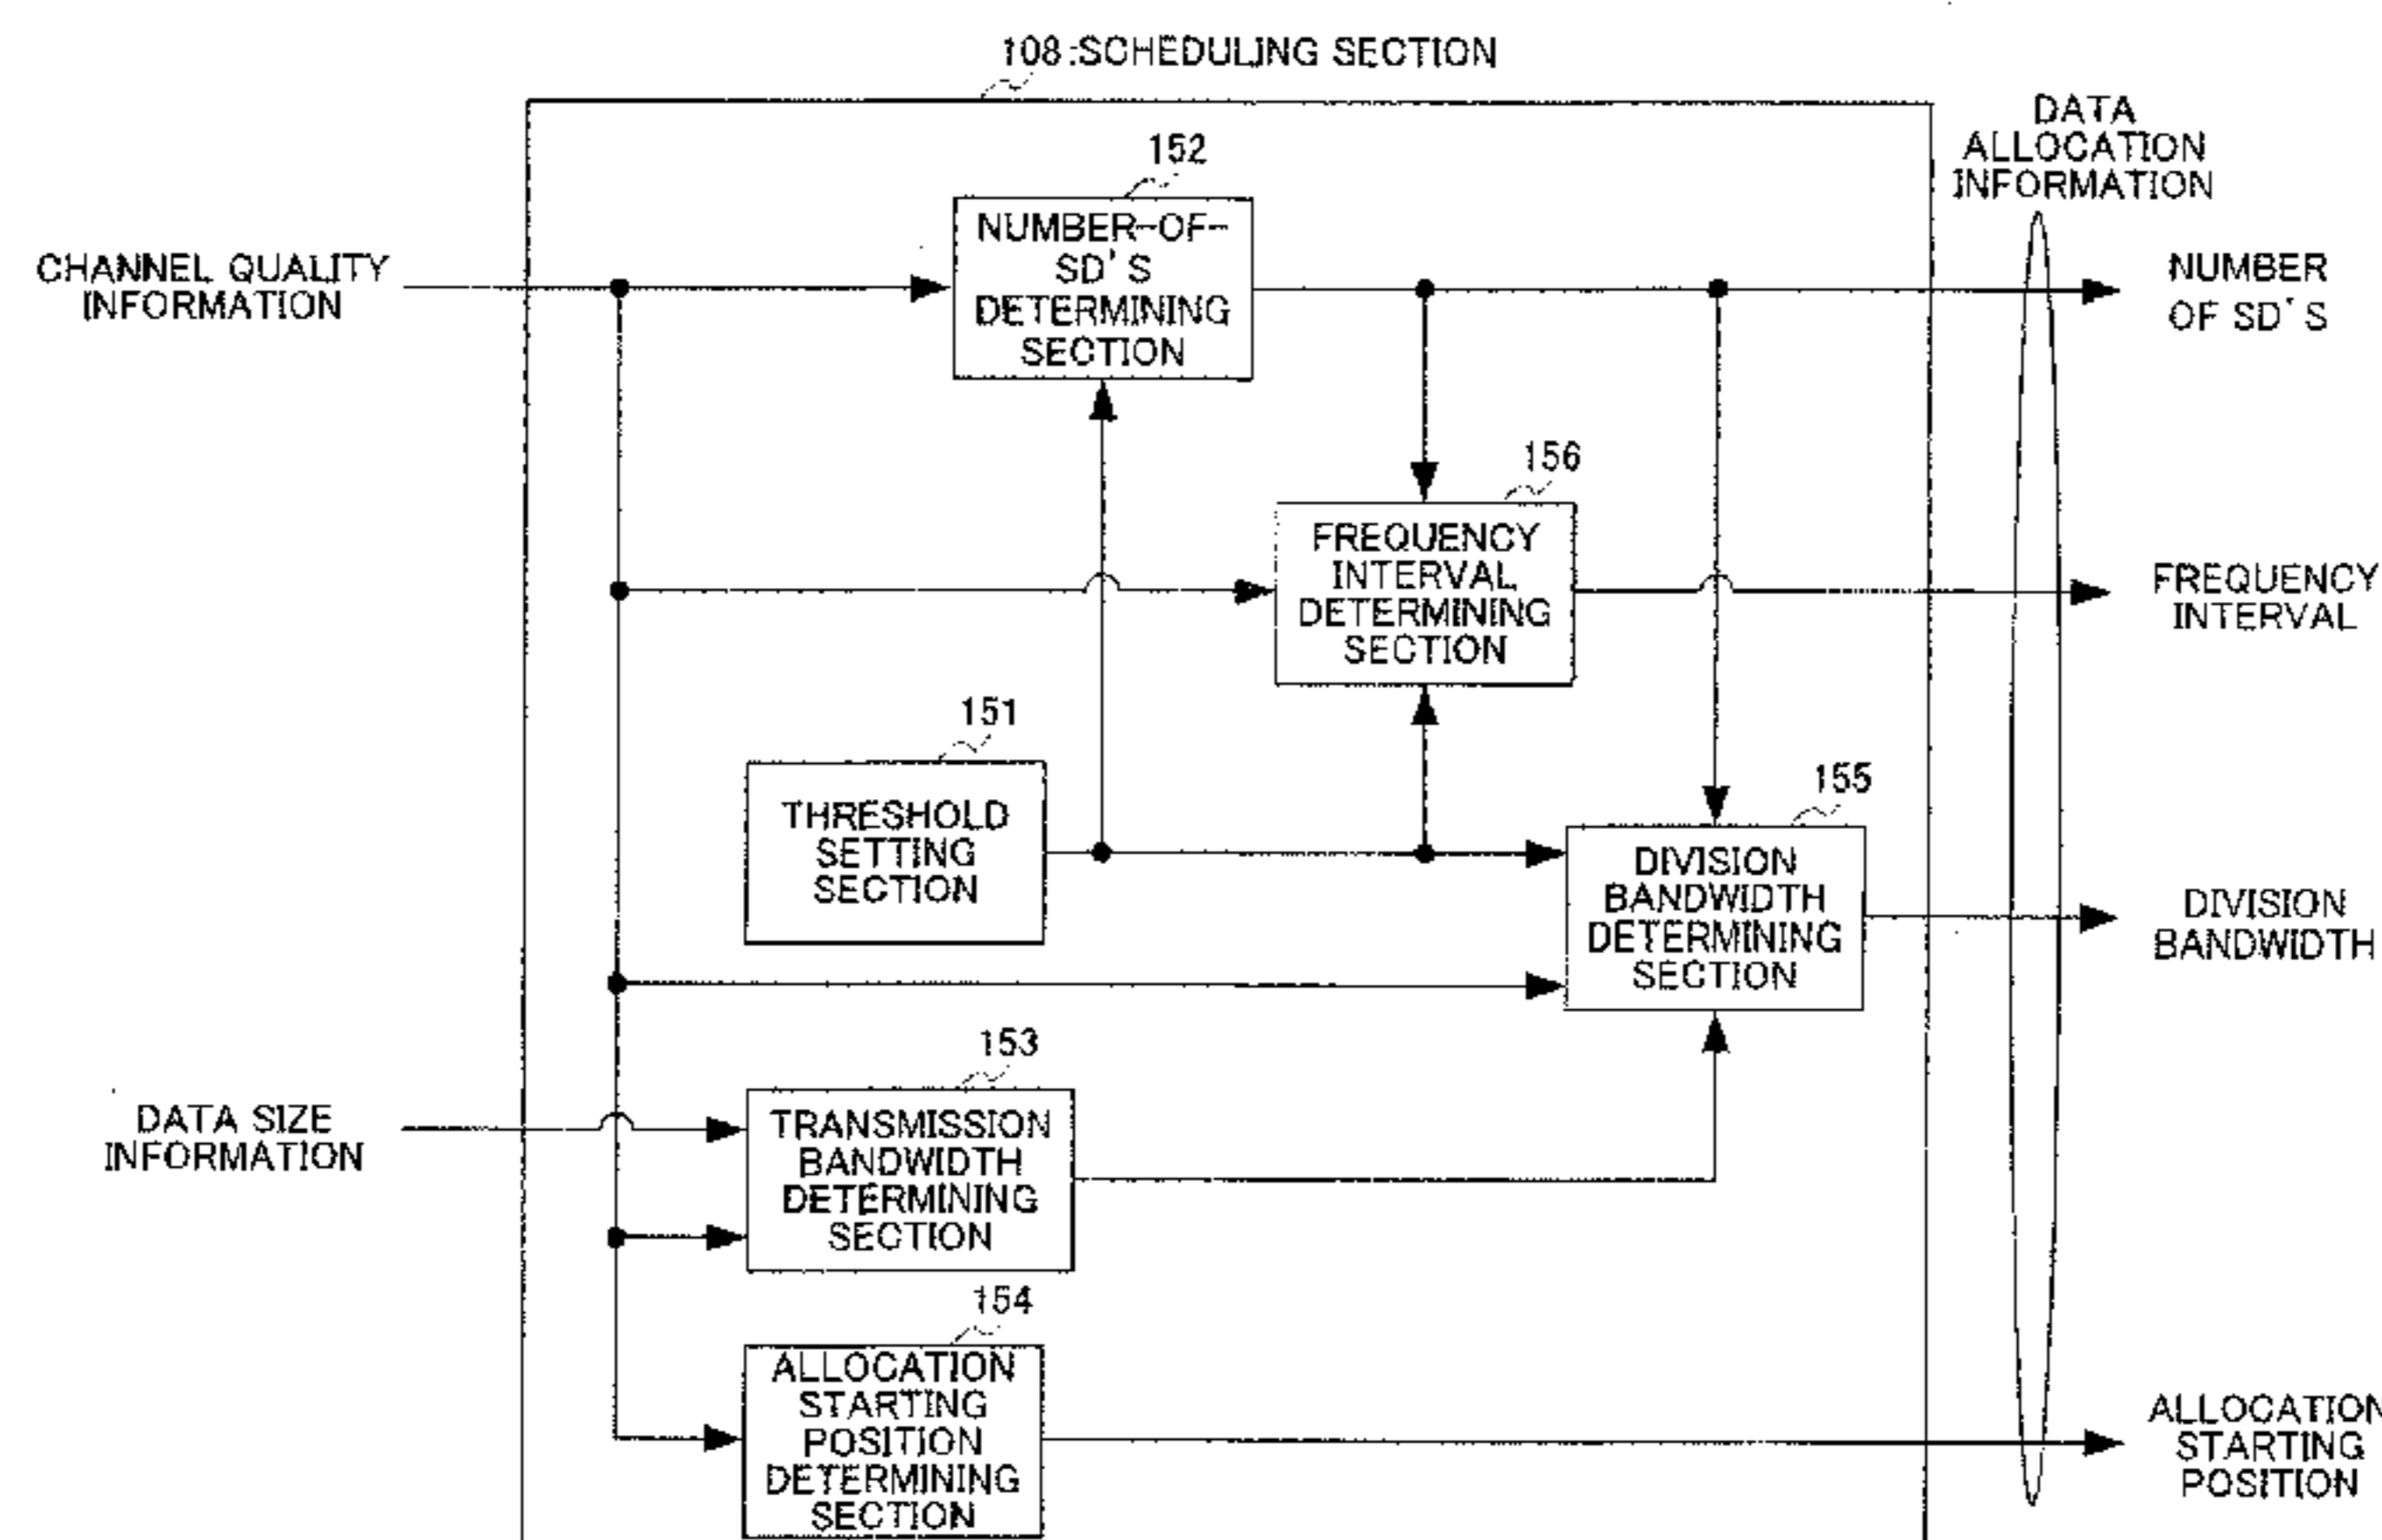 108:SCHEDULING SECTION
DATA
ALLOCATION
INFORMATION
152
NUMBER-OF-
SD'S
DETERMINING
SECTION
CHANNEL QUALITY
INFORMATION
NUMBER
OF SD'S
156
FREQUENCY
INTERVAL
DETERMINING
SECTION
FREQUENCY
INTERVAL
151
THRESHOLD
SETTING
SECTION
155
DIVISION
BANDWIDTH
DETERMINING
SECTION
DIVISION
BANDWIDTH
153
TRANSMISSION
BANDWIDTH
DETERMINING
SECTION
DATA SIZE
INFORMATION
154
ALLOCATION
STARTING
POSITION
DETERMINING
SECTION
ALLOCATION
STARTING
POSITION